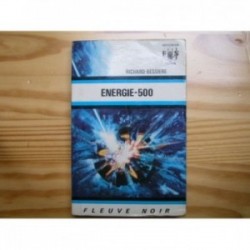 RICHARD-BESSIERE
ENERGIE-500
FLEUVE NOIR